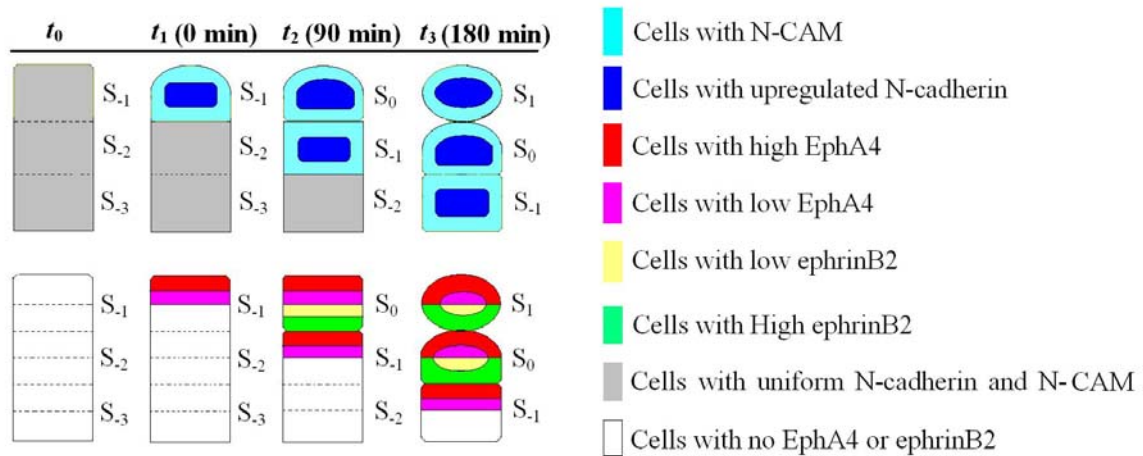 t₀ t₁ (0 min) t₂ (90 min) t₃ (180 min)
S₋₁ S₋₁ S₀ S₁
S₋₂ S₋₂ S₋₁ S₀
S₋₃ S₋₃ S₋₂ S₋₁
S₋₁ S₋₁ S₀ S₁
S₋₂ S₋₂ S₋₁ S₀
S₋₃ S₋₃ S₋₂ S₋₁
Cells with N-CAM
Cells with upregulated N-cadherin
Cells with high EphA4
Cells with low EphA4
Cells with low ephrinB2
Cells with High ephrinB2
Cells with uniform N-cadherin and N-CAM
Cells with no EphA4 or ephrinB2